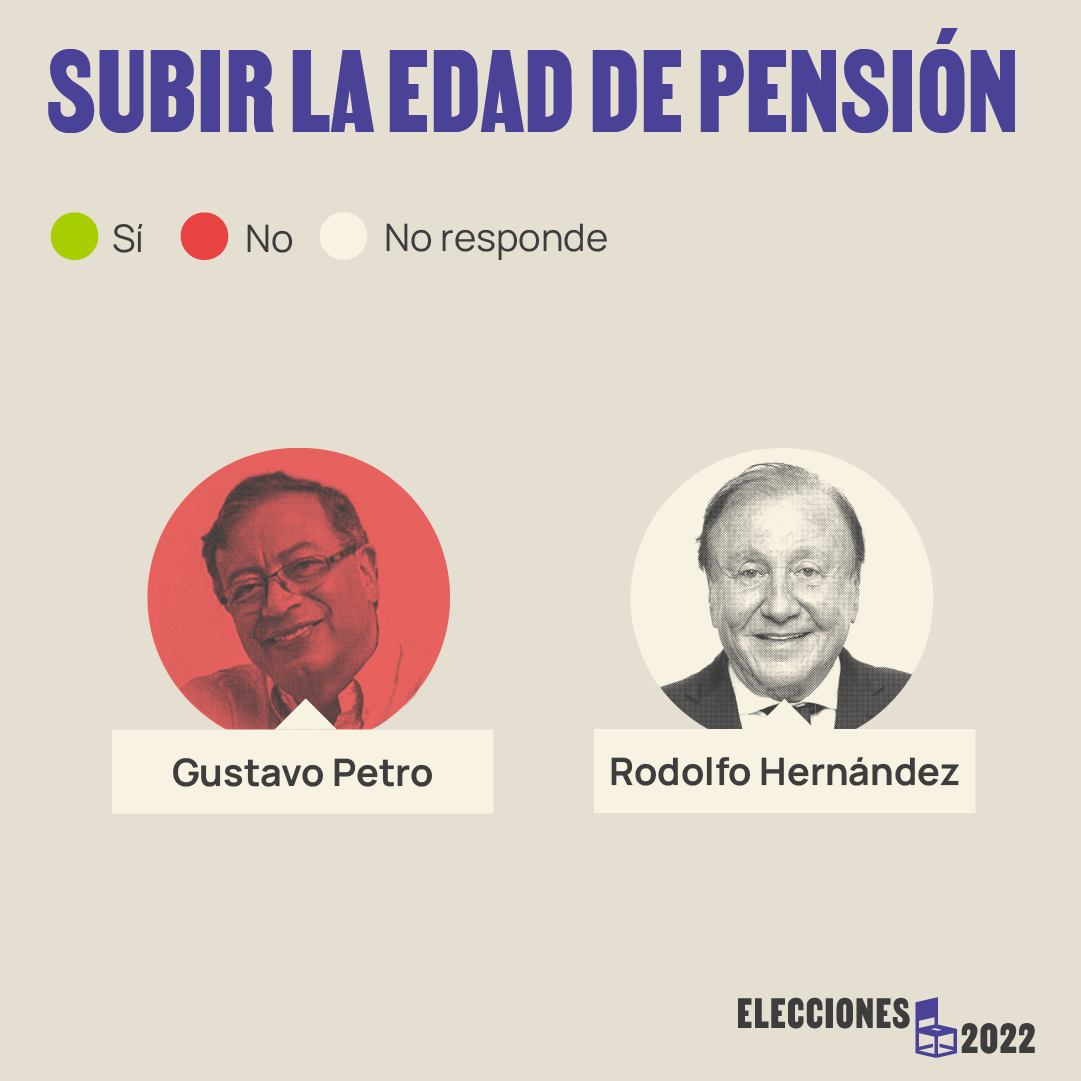 SUBIR LA EDAD DE PENSIÓN
Sí No No responde
Gustavo Petro
Rodolfo Hernández
ELECCIONES
2022